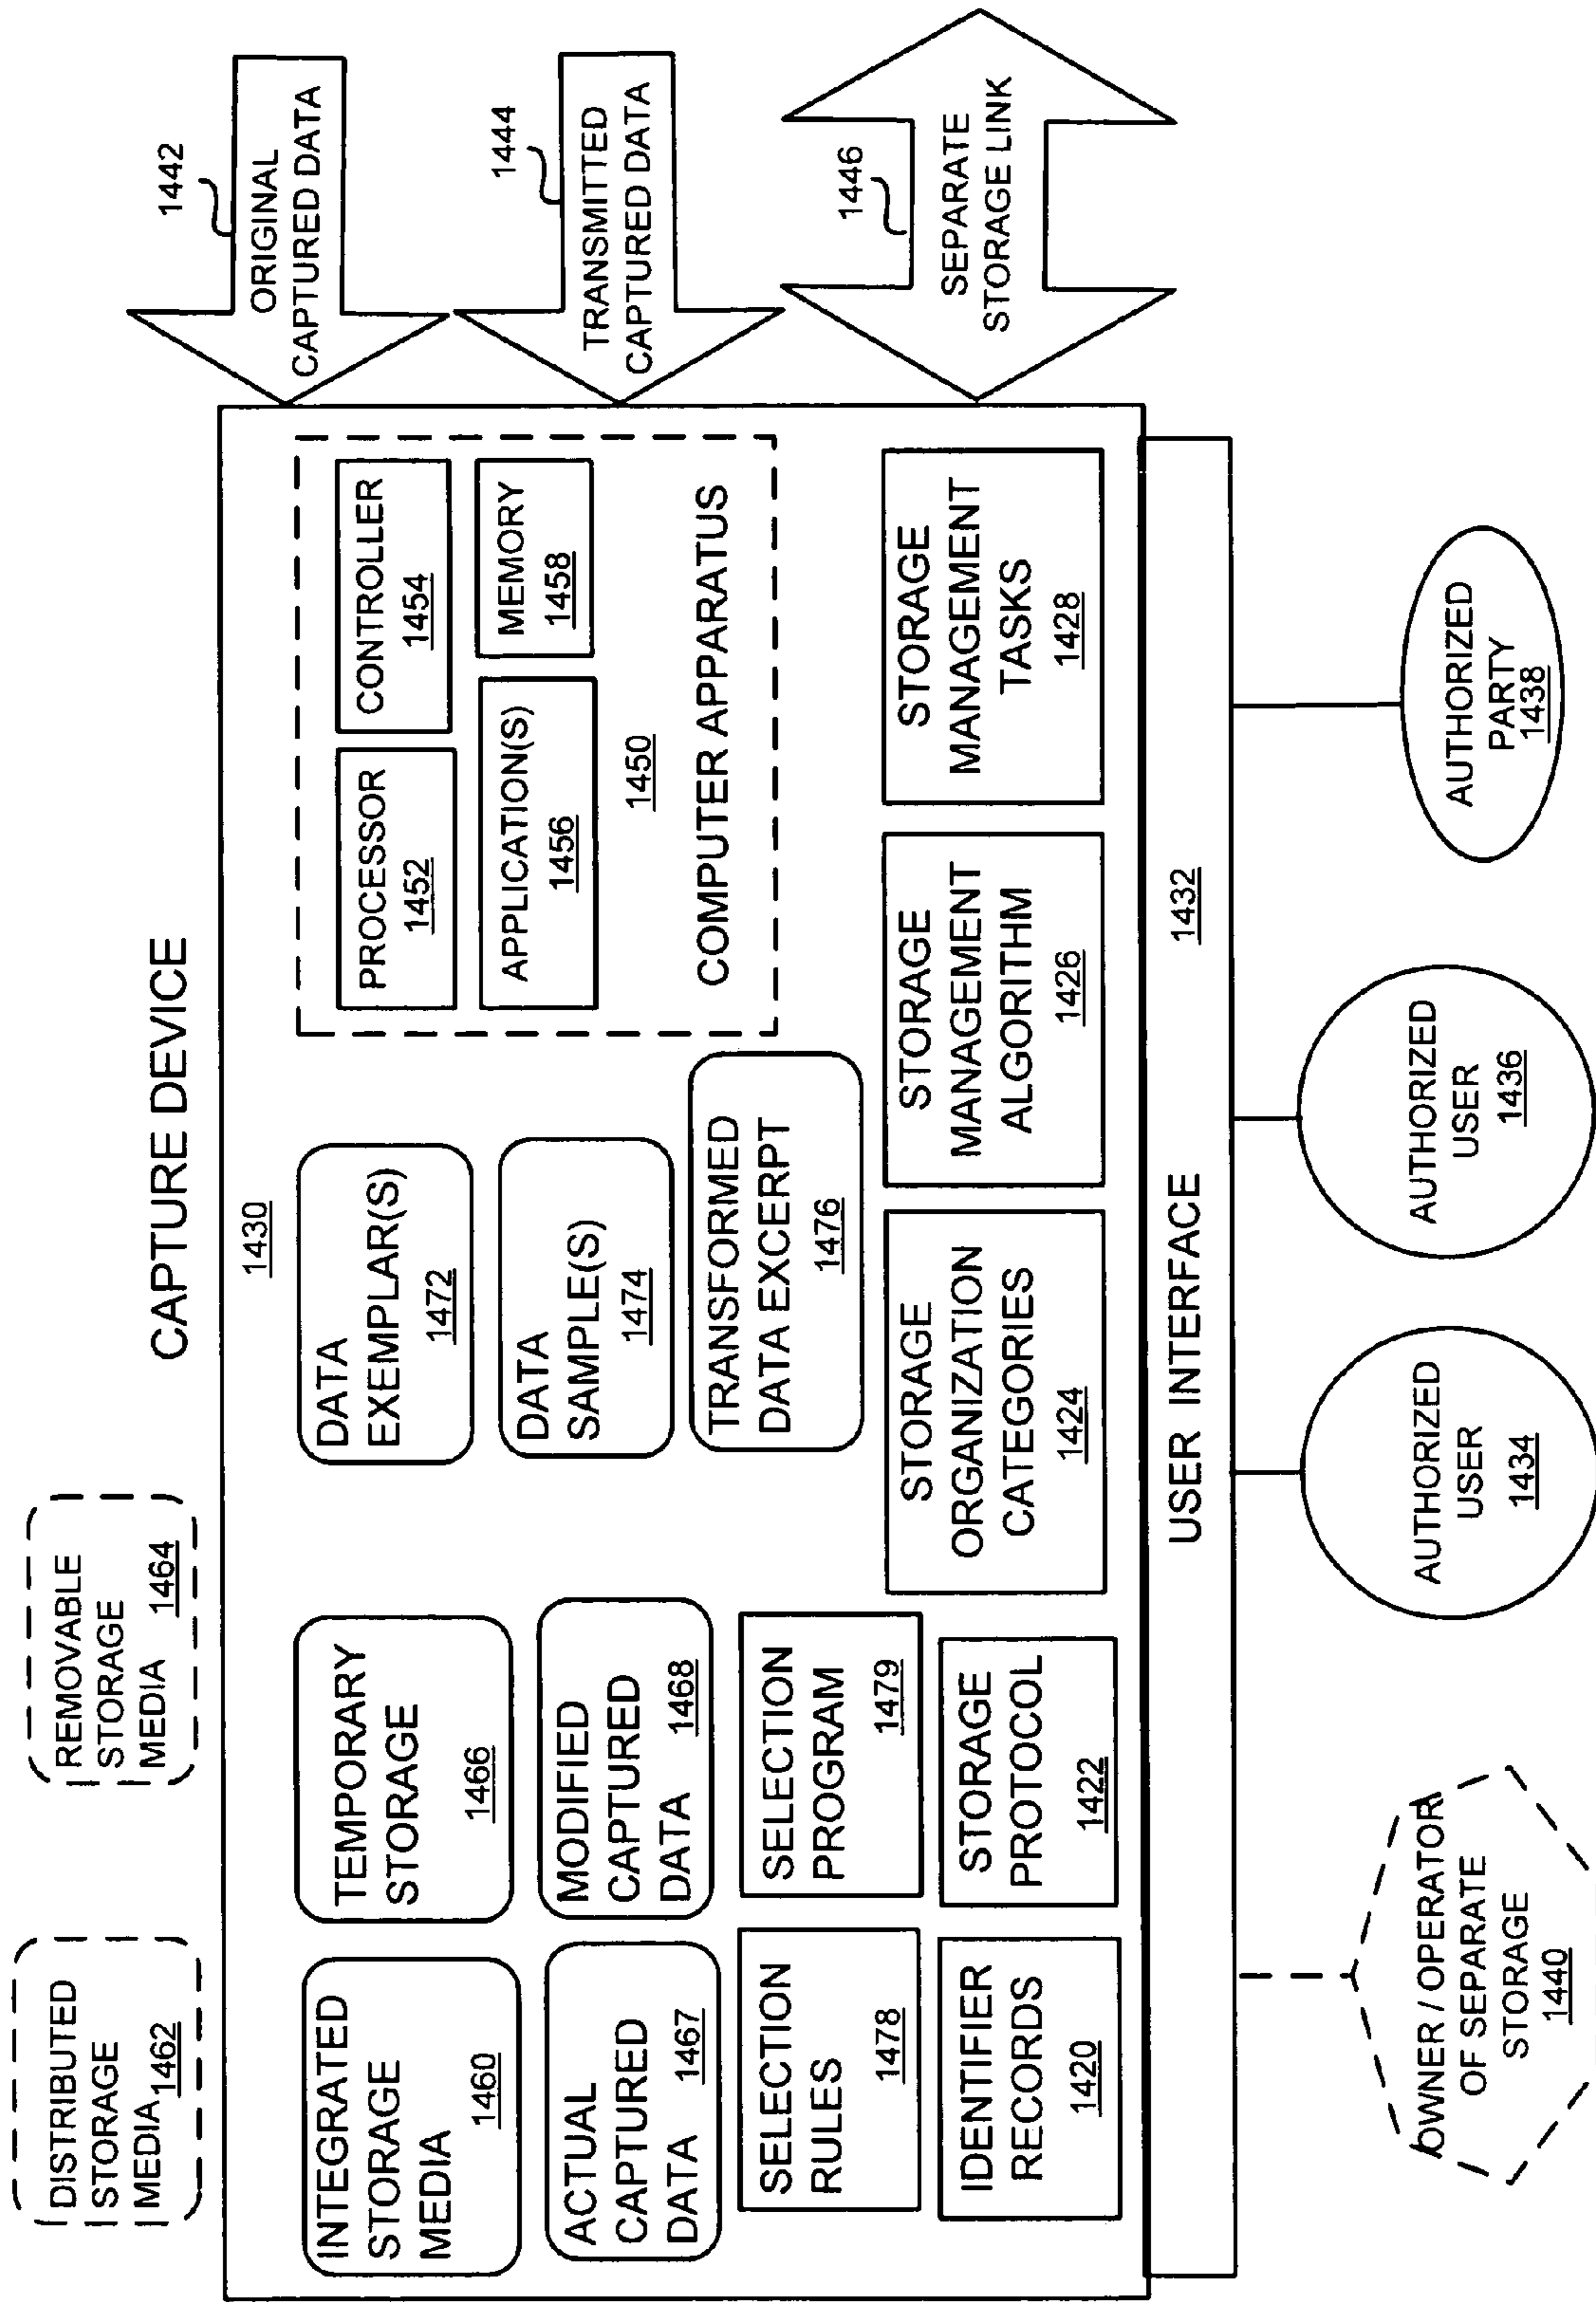 DISTRIBUTED
STORAGE
MEDIA 1462
REMOVABLE
STORAGE
MEDIA 1464
CAPTURE DEVICE
1430
INTEGRATED
STORAGE
MEDIA
1460
TEMPORARY
STORAGE
1466
DATA
EXEMPLAR(S)
1472
PROCESSOR
1452
CONTROLLER
1454
APPLICATION(S)
1456
MEMORY
1458
1450
COMPUTER APPARATUS
ACTUAL
CAPTURED
DATA 1467
MODIFIED
CAPTURED
DATA 1468
DATA
SAMPLE(S)
1474
TRANSFORMED
DATA EXCERPT
1476
SELECTION
RULES
1478
SELECTION
PROGRAM
1479
IDENTIFIER
RECORDS
1420
STORAGE
PROTOCOL
1422
STORAGE
ORGANIZATION
CATEGORIES
1424
STORAGE
MANAGEMENT
ALGORITHM
1426
STORAGE
MANAGEMENT
TASKS
1428
1442
ORIGINAL
CAPTURED DATA
1444
TRANSMITTED
CAPTURED DATA
1446
SEPARATE
STORAGE LINK
USER INTERFACE
1432
OWNER / OPERATOR
OF SEPARATE
STORAGE
1440
AUTHORIZED
USER
1434
AUTHORIZED
USER
1436
AUTHORIZED
PARTY
1438